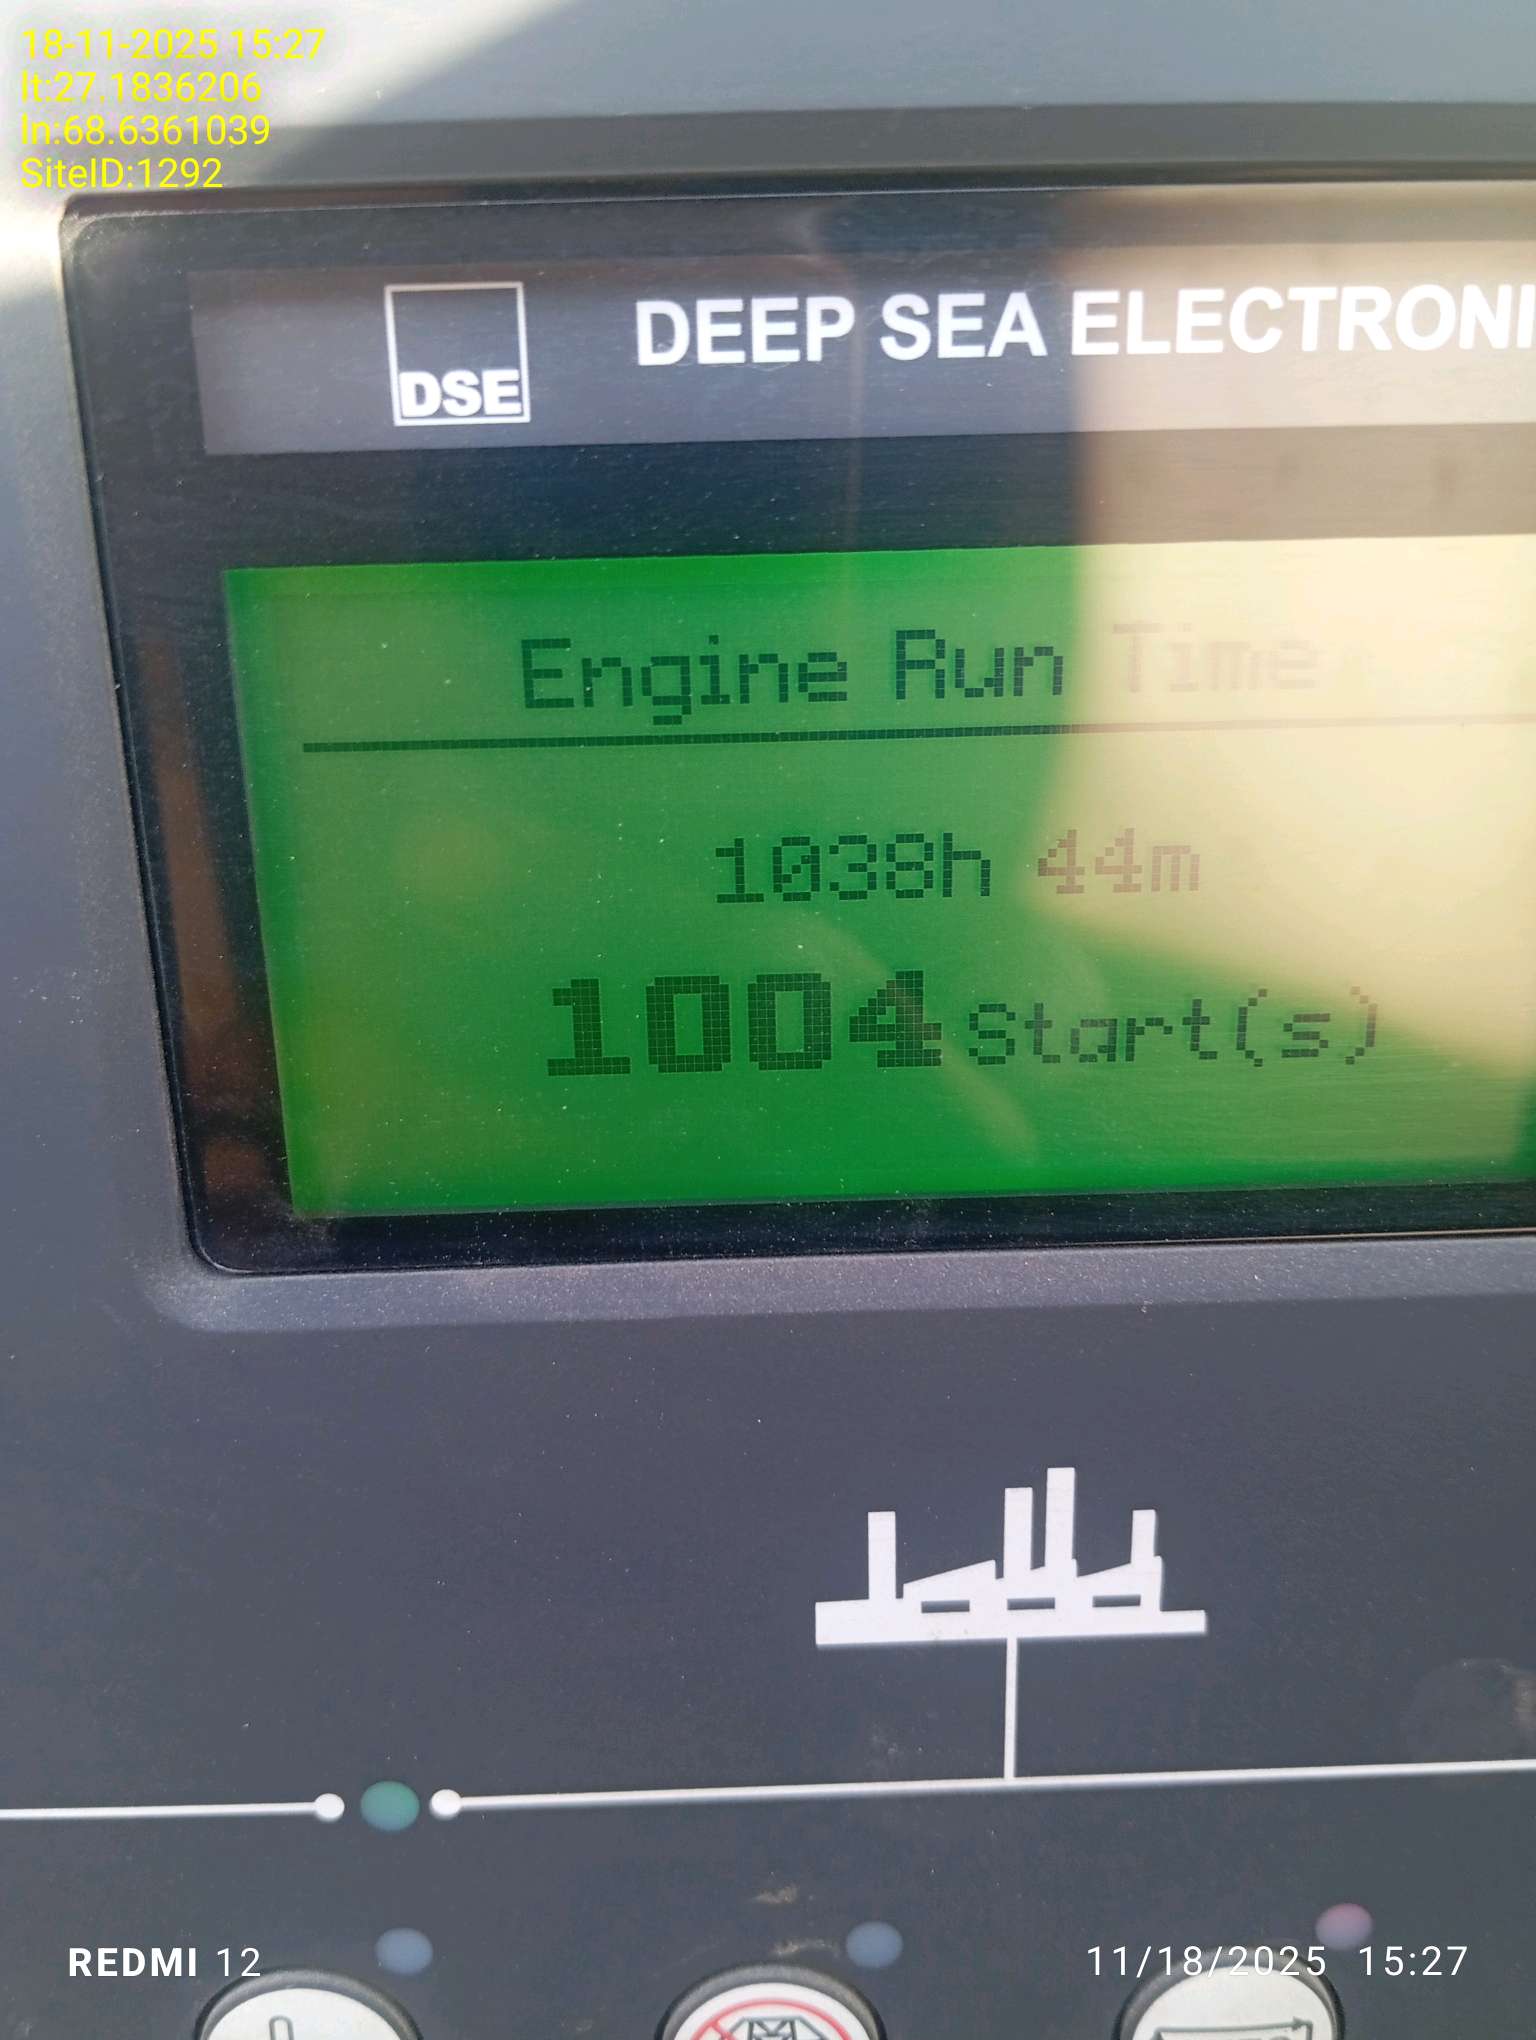 18-11-2025 15:27
lt:27.1836206
ln:68.6361039
SiteID:1292
DSE
DEEP SEA ELECTRONI
Engine Run Time
1038h 44m
1004 Start(s)
REDMI 12
11/18/2025 15:27